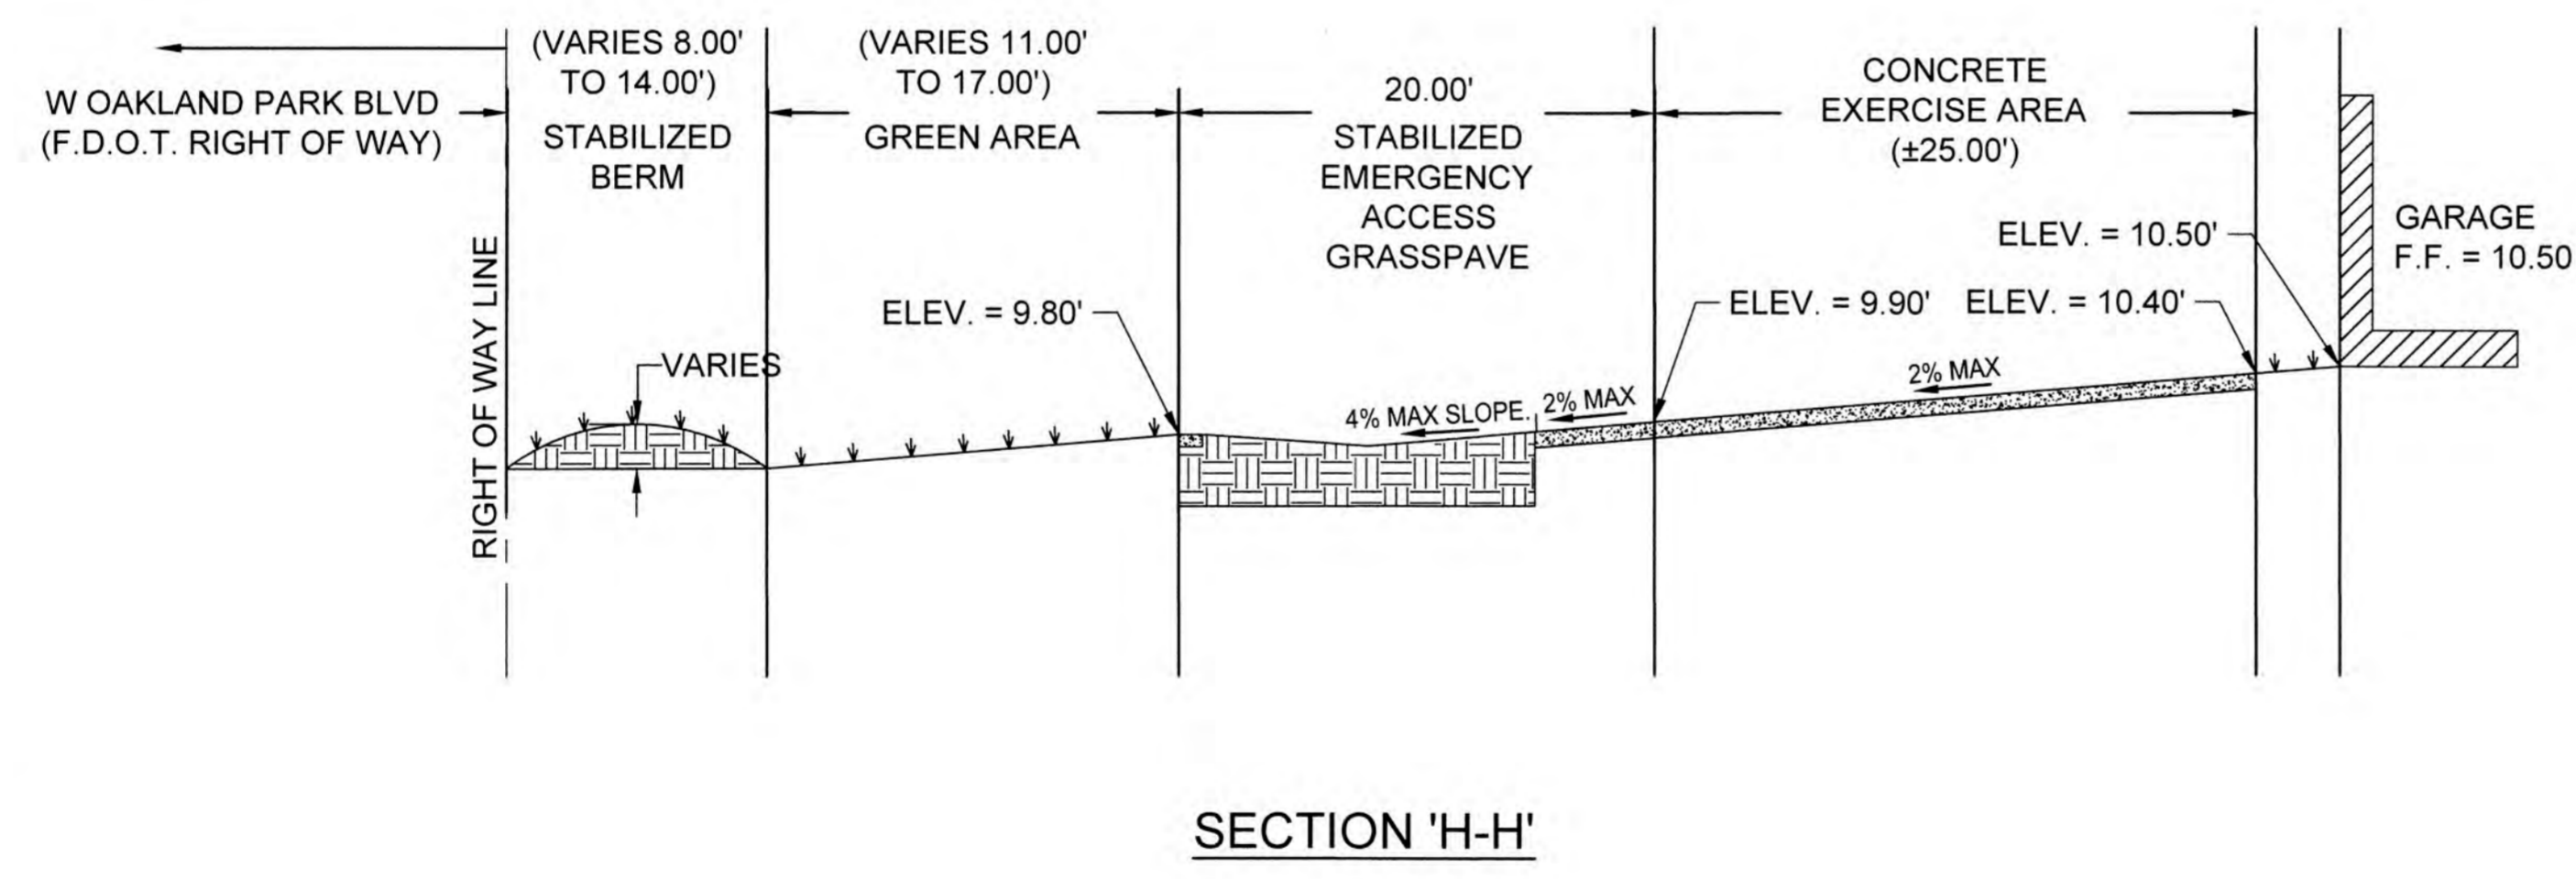 W OAKLAND PARK BLVD
(F.D.O.T. RIGHT OF WAY)
(VARIES 8.00'
TO 14.00')
STABILIZED
BERM
(VARIES 11.00'
TO 17.00')
GREEN AREA
20.00'
STABILIZED
EMERGENCY
ACCESS
GRASSPAVE
CONCRETE
EXERCISE AREA
(±25.00')
GARAGE
F.F. = 10.50
RIGHT OF WAY LINE
VARIES
ELEV. = 9.80'
ELEV. = 9.90'
ELEV. = 10.40'
ELEV. = 10.50'
4% MAX SLOPE.
2% MAX
2% MAX
SECTION 'H-H'